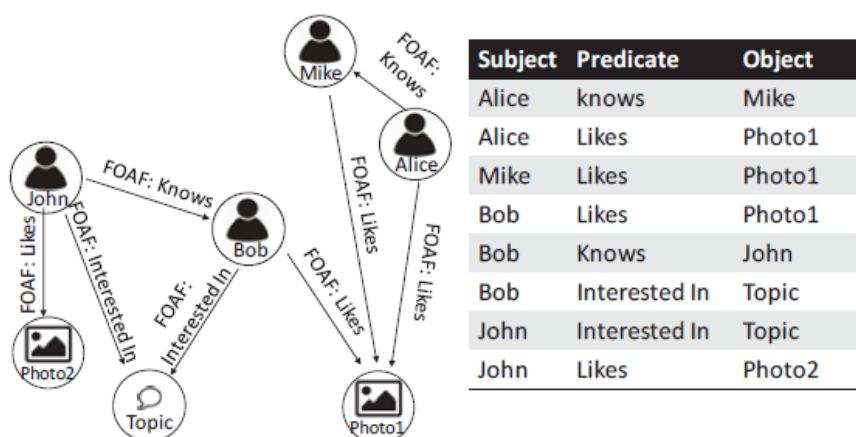 Mike
FOAF: Knows
Alice
John
FOAF: Knows
Bob
FOAF: Likes
FOAF: Interested In
FOAF: Interested In
FOAF: Likes
FOAF: Likes
FOAF: Likes
Photo2
Topic
Photo1
Subject Predicate Object
Alice knows Mike
Alice Likes Photo1
Mike Likes Photo1
Bob Likes Photo1
Bob Knows John
Bob Interested In Topic
John Interested In Topic
John Likes Photo2